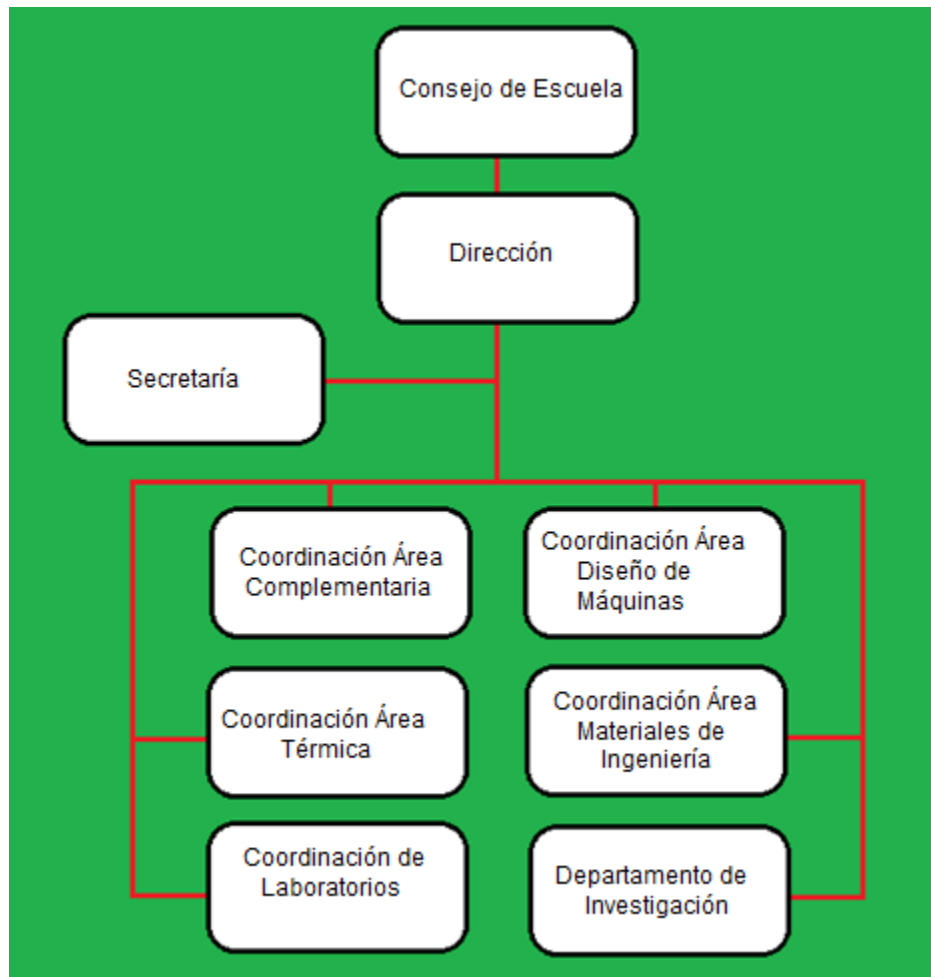 Consejo de Escuela
Dirección
Secretaría
Coordinación Área
Complementaria
Coordinación Área
Diseño de
Máquinas
Coordinación Área
Térmica
Coordinación Área
Materiales de
Ingeniería
Coordinación de
Laboratorios
Departamento de
Investigación